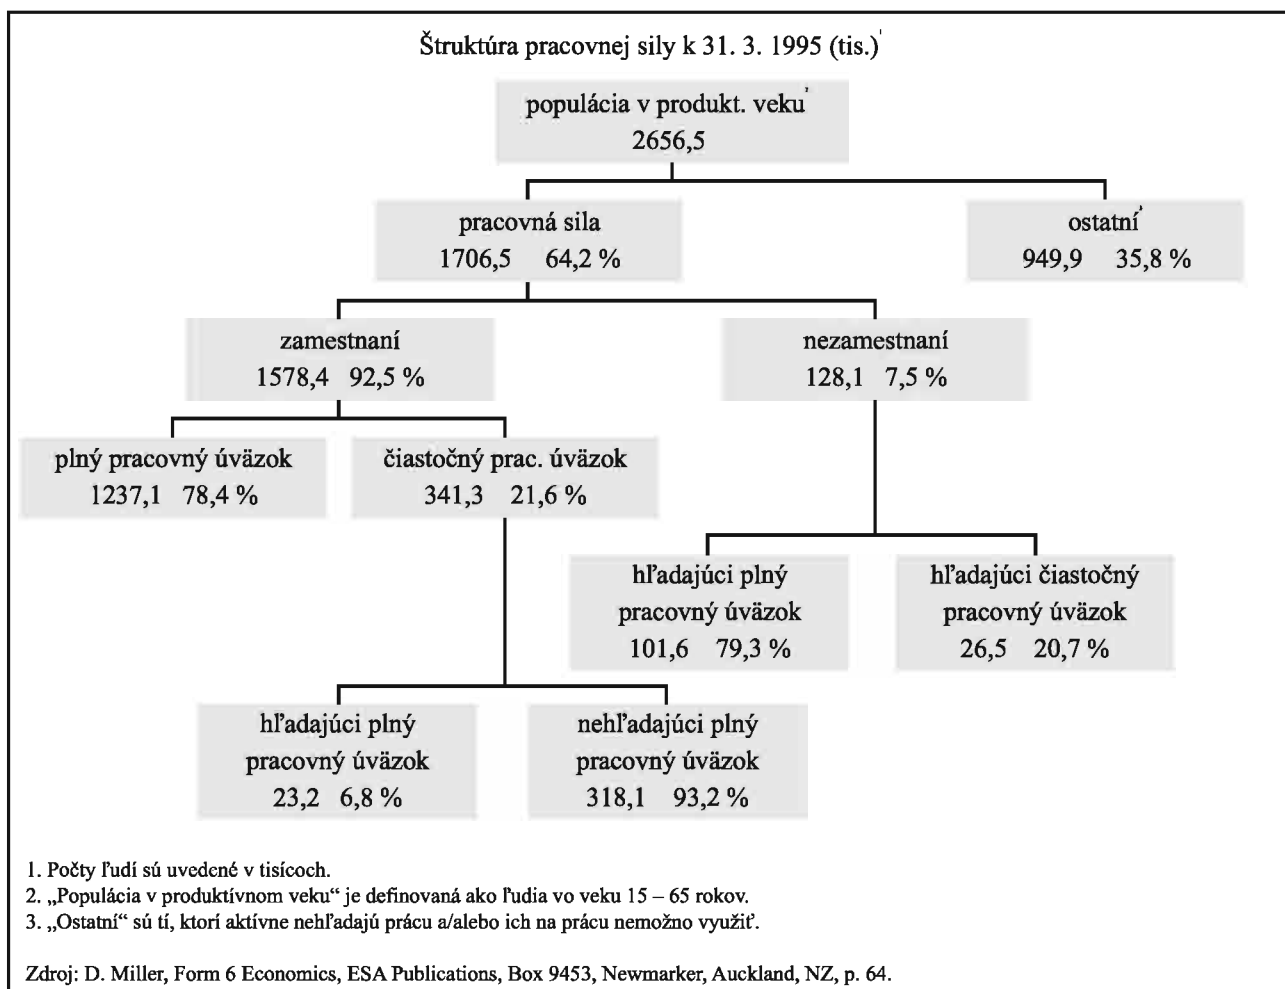 Štruktúra pracovnej sily k 31. 3. 1995 (tis.)¹
populácia v produkt. veku²
2656,5
pracovná sila
1706,5 64,2 %
ostatní³
949,9 35,8 %
zamestnaní
1578,4 92,5 %
nezamestnaní
128,1 7,5 %
plný pracovný úväzok
1237,1 78,4 %
čiastočný prac. úväzok
341,3 21,6 %
hľadajúci plný
pracovný úväzok
101,6 79,3 %
hľadajúci čiastočný
pracovný úväzok
26,5 20,7 %
hľadajúci plný
pracovný úväzok
23,2 6,8 %
nehľadajúci plný
pracovný úväzok
318,1 93,2 %
1. Počty ľudí sú uvedené v tisícoch.
2. „Populácia v produktívnom veku“ je definovaná ako ľudia vo veku 15 – 65 rokov.
3. „Ostatní“ sú tí, ktorí aktívne nehľadajú prácu a/alebo ich na prácu nemožno využiť.
Zdroj: D. Miller, Form 6 Economics, ESA Publications, Box 9453, Newmarker, Auckland, NZ, p. 64.